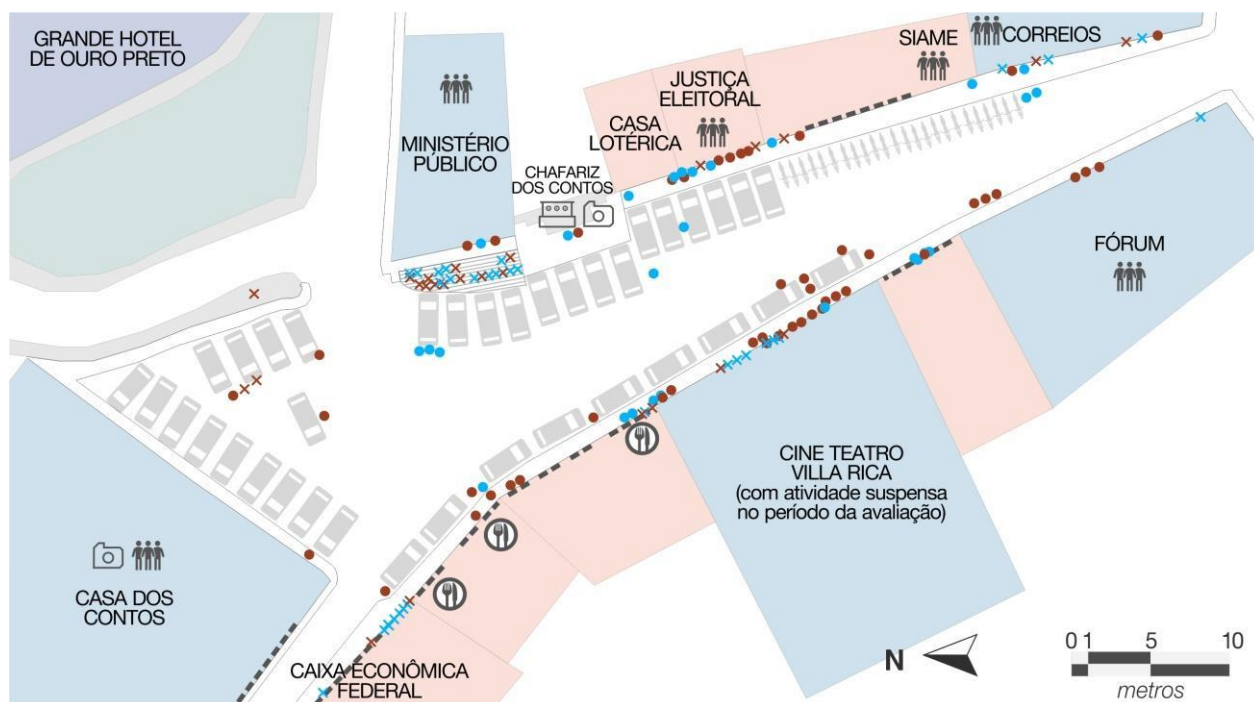 GRANDE HOTEL
DE OURO PRETO
MINISTÉRIO
PÚBLICO
CHAFARIZ
DOS CONTOS
CASA
LOTÉRICA
JUSTIÇA
ELEITORAL
SIAME
CORREIOS
FÓRUM
CINE TEATRO
VILLA RICA
(com atividade suspensa
no período da avaliação)
CASA DOS
CONTOS
CAIXA ECONÔMICA
FEDERAL
N
0 1 5 10
metros